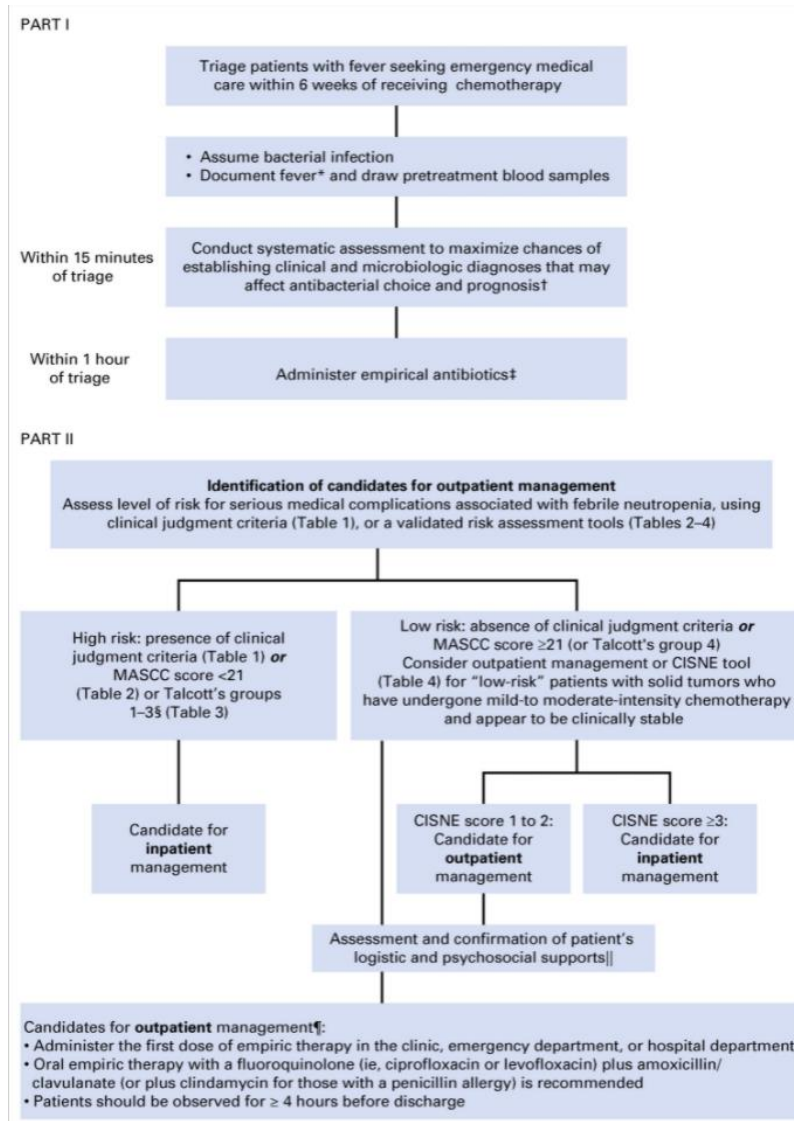 PART I
Triage patients with fever seeking emergency medical
care within 6 weeks of receiving chemotherapy
• Assume bacterial infection
• Document fever* and draw pretreatment blood samples
Within 15 minutes
of triage
Conduct systematic assessment to maximize chances of
establishing clinical and microbiologic diagnoses that may
affect antibacterial choice and prognosis†
Within 1 hour
of triage
Administer empirical antibiotics‡
PART II
Identification of candidates for outpatient management
Assess level of risk for serious medical complications associated with febrile neutropenia, using
clinical judgment criteria (Table 1), or a validated risk assessment tools (Tables 2–4)
High risk: presence of clinical
judgment criteria (Table 1) or
MASCC score <21
(Table 2) or Talcott's groups
1–3§ (Table 3)
Low risk: absence of clinical judgment criteria or
MASCC score ≥21 (or Talcott's group 4)
Consider outpatient management or CISNE tool
(Table 4) for "low-risk" patients with solid tumors who
have undergone mild-to moderate-intensity chemotherapy
and appear to be clinically stable
Candidate for
inpatient
management
CISNE score 1 to 2:
Candidate for
outpatient
management
CISNE score ≥3:
Candidate for
inpatient
management
Assessment and confirmation of patient's
logistic and psychosocial supports||
Candidates for outpatient management¶:
• Administer the first dose of empiric therapy in the clinic, emergency department, or hospital department
• Oral empiric therapy with a fluoroquinolone (ie, ciprofloxacin or levofloxacin) plus amoxicillin/
clavulanate (or plus clindamycin for those with a penicillin allergy) is recommended
• Patients should be observed for ≥ 4 hours before discharge